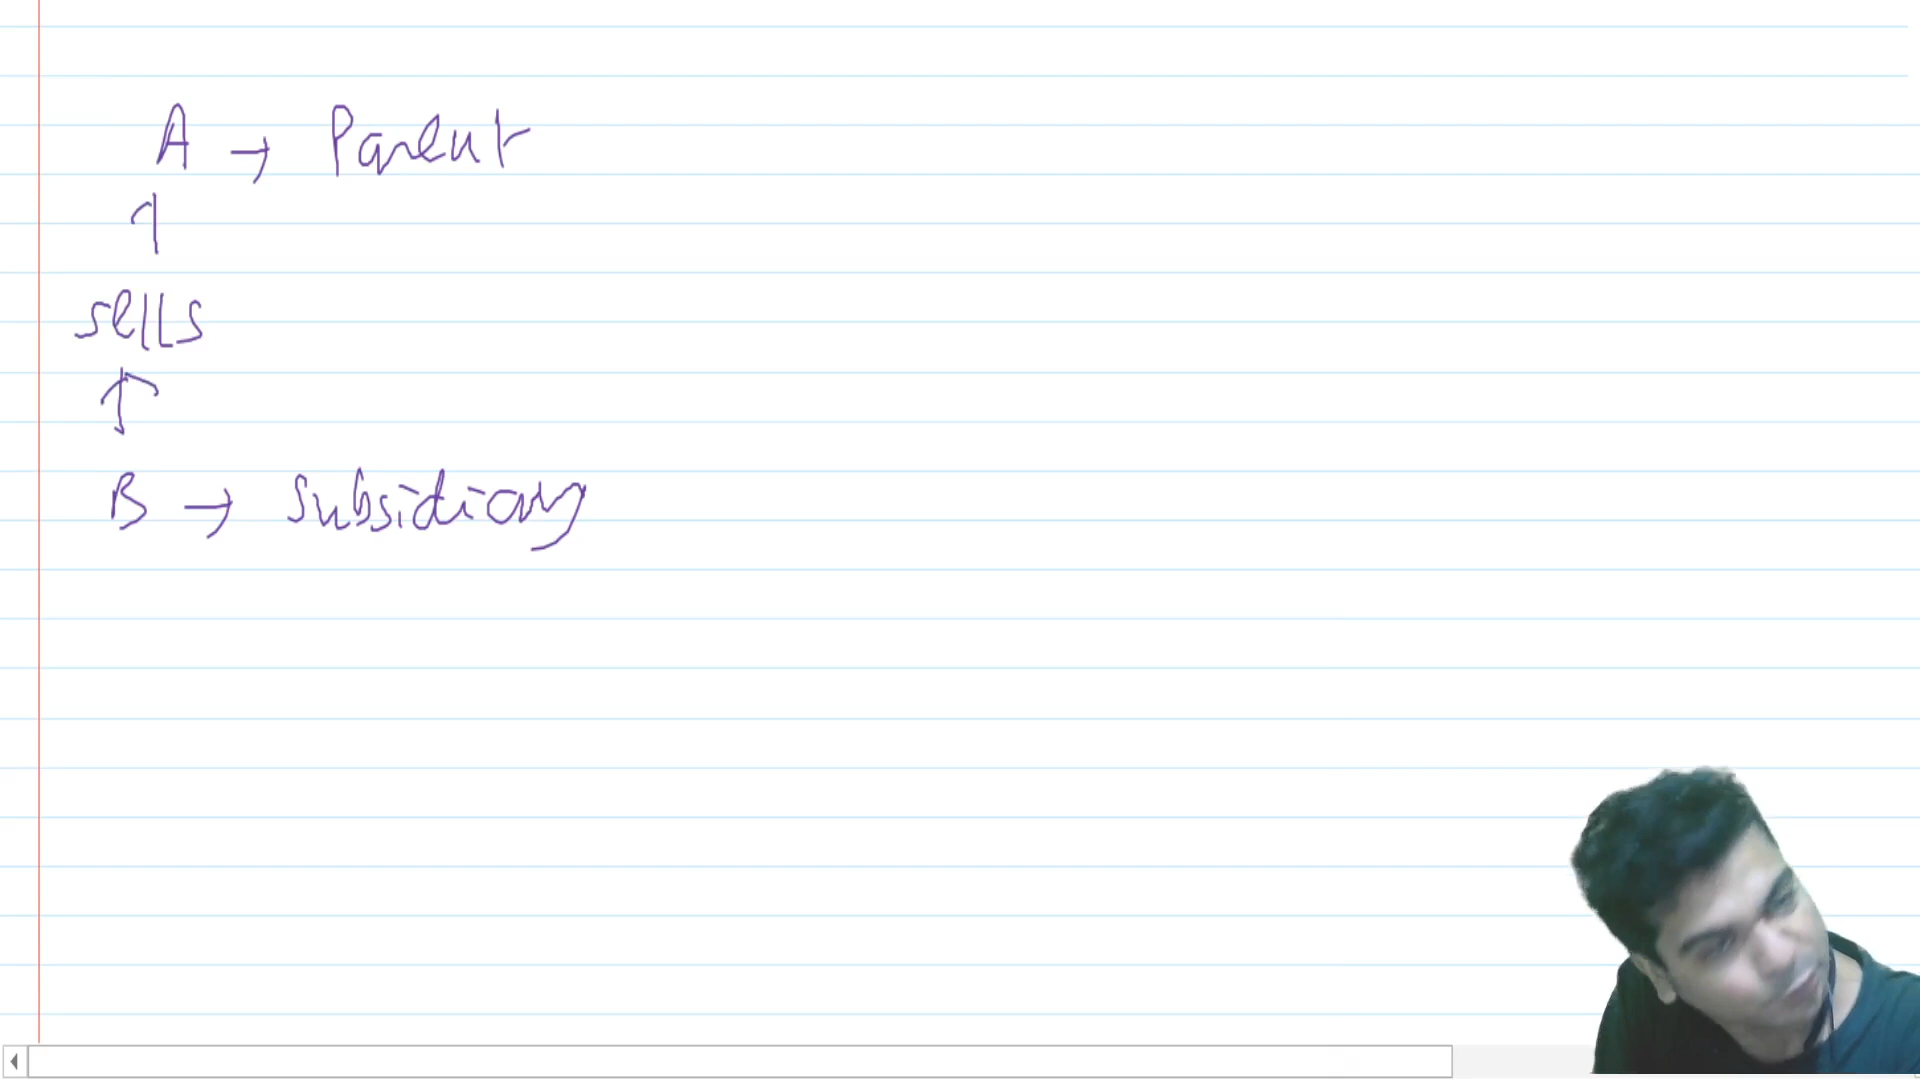 A → Parent
↑
sells
↑
B → Subsidiary